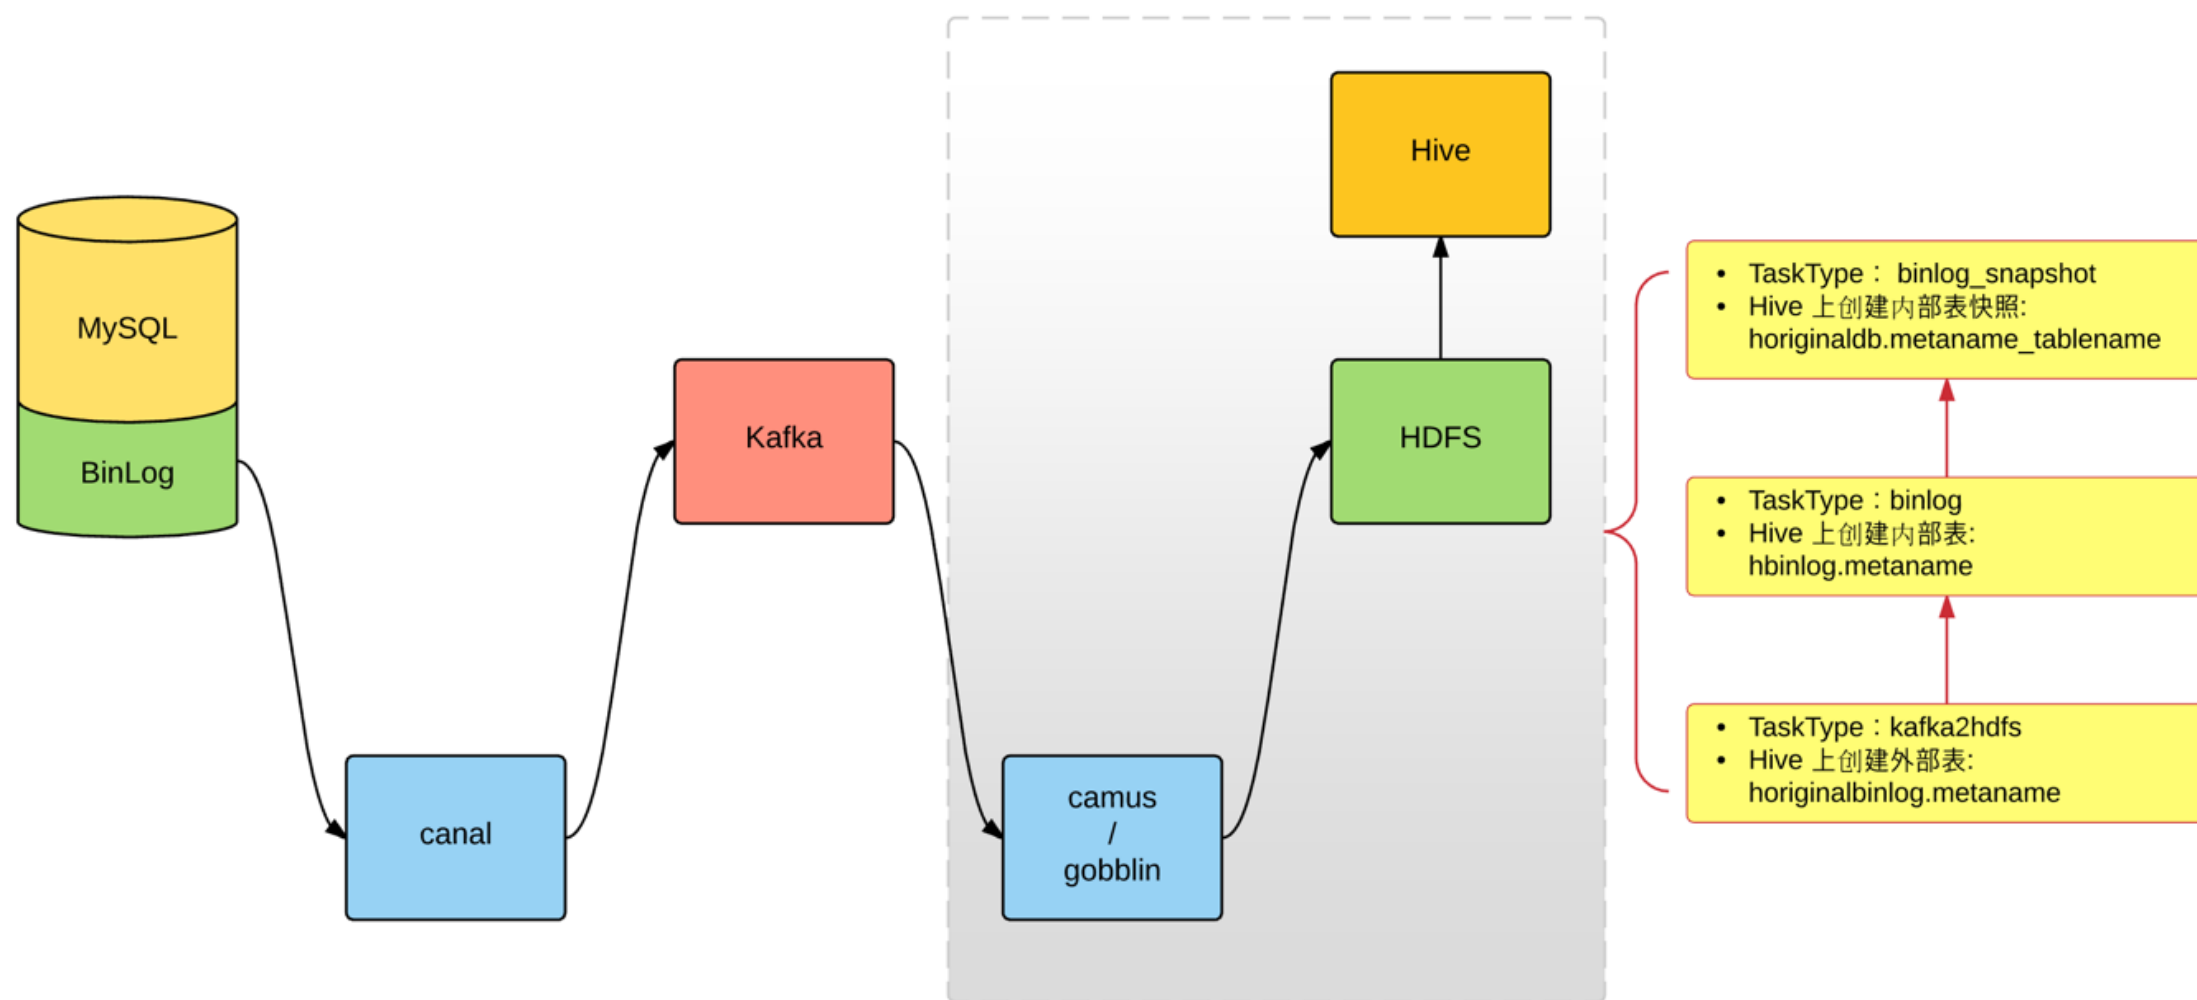 MySQL
BinLog
canal
Kafka
camus
/
gobblin
HDFS
Hive
• TaskType： binlog_snapshot
• Hive 上创建内部表快照:
horiginaldb.metaname_tablename
• TaskType：binlog
• Hive 上创建内部表:
hbinlog.metaname
• TaskType：kafka2hdfs
• Hive 上创建外部表:
horiginalbinlog.metaname